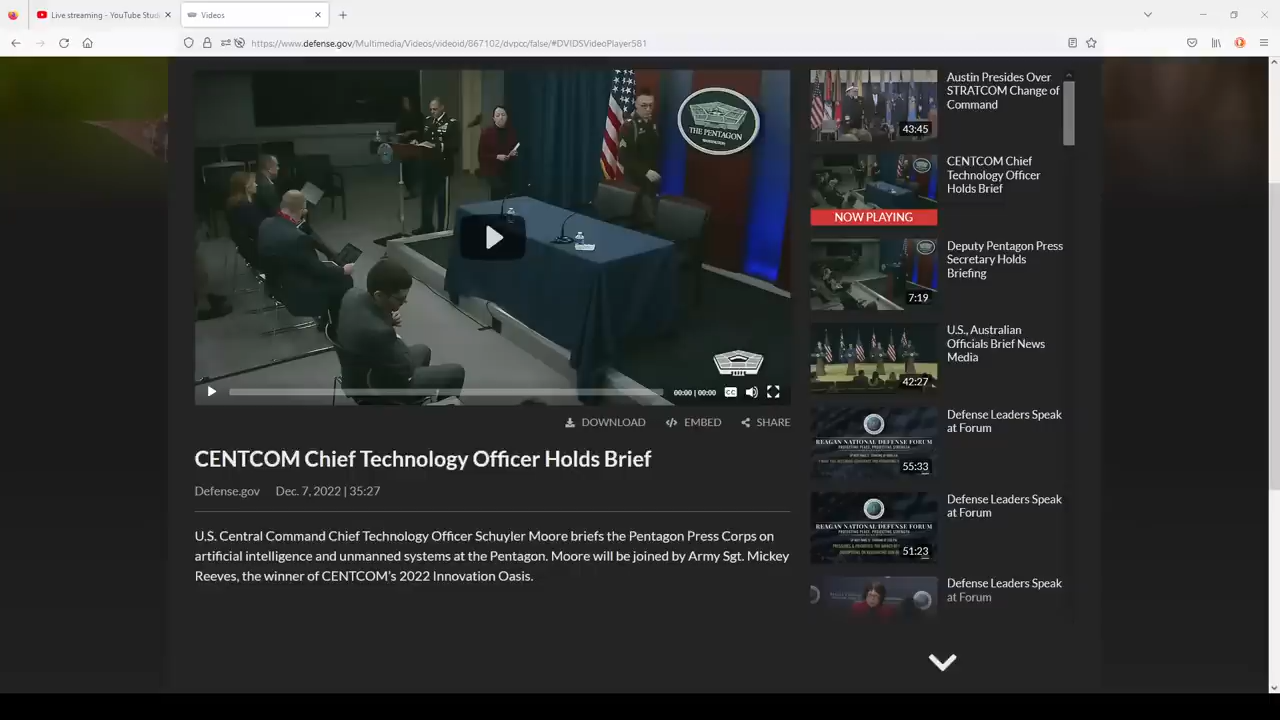 Live streaming - YouTube Studi
Videos
https://www.defense.gov/Multimedia/Videos/videoid/867102/dvpcc/false/#DVIDSVideoPlayer581
THE PENTAGON
WASHINGTON
00:00 | 00:00
CC
DOWNLOAD
EMBED
SHARE
CENTCOM Chief Technology Officer Holds Brief
Defense.gov Dec. 7, 2022 | 35:27
U.S. Central Command Chief Technology Officer Schuyler Moore briefs the Pentagon Press Corps on
artificial intelligence and unmanned systems at the Pentagon. Moore will be joined by Army Sgt. Mickey
Reeves, the winner of CENTCOM's 2022 Innovation Oasis.
43:45
Austin Presides Over
STRATCOM Change of
Command
NOW PLAYING
CENTCOM Chief
Technology Officer
Holds Brief
7:19
Deputy Pentagon Press
Secretary Holds
Briefing
42:27
U.S., Australian
Officials Brief News
Media
REAGAN NATIONAL DEFENSE FORUM
55:33
Defense Leaders Speak
at Forum
REAGAN NATIONAL DEFENSE FORUM
51:23
Defense Leaders Speak
at Forum
Defense Leaders Speak
at Forum